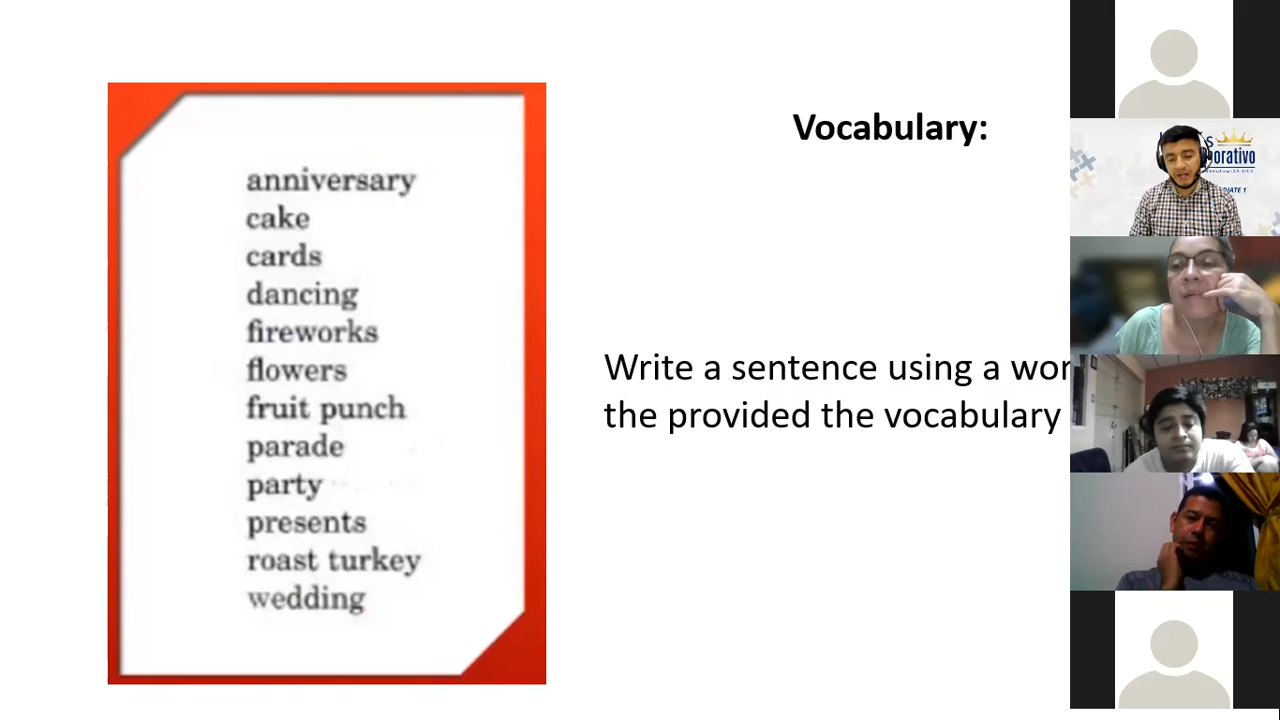 anniversary
cake
cards
dancing
fireworks
flowers
fruit punch
parade
party
presents
roast turkey
wedding
Vocabulary:
Write a sentence using a wor
the provided the vocabulary